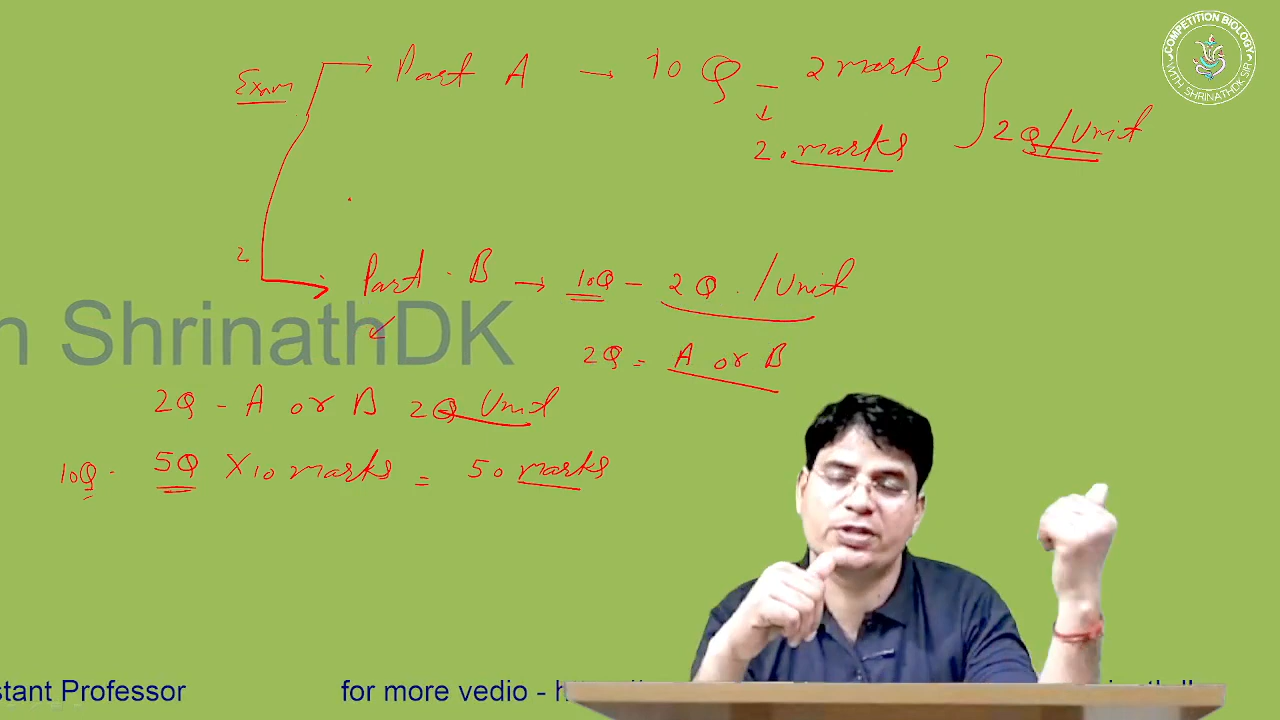 COMPETITION BIOLOGY
WITH SHRINATHDK SIR
Exam
Part A → 10 Q - 2 marks
20 marks
2Q/Unit
2.
Part - B → 10Q - 2Q / Unit
n ShrinathDK
2Q = A or B
2Q - A or B 2Q Unit
10Q - 5Q X 10 marks = 50 marks
stant Professor for more vedio - h